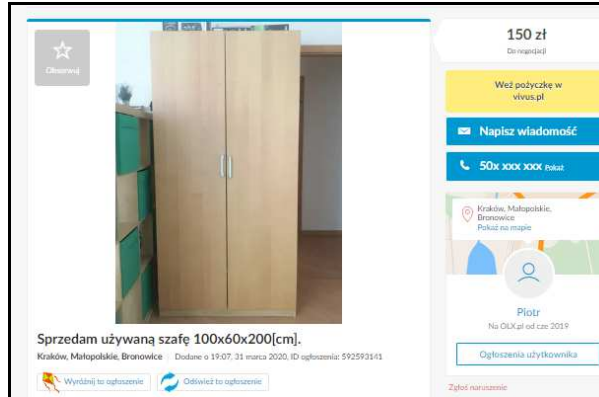 Obserwuj
150 zł
Do negocjacji
Weź pożyczkę w
vivus.pl
Napisz wiadomość
50x xxx xxx Pokaż
Kraków, Małopolskie,
Bronowice
Pokaż na mapie
Piotr
Na OLX.pl od cze 2019
Ogłoszenia użytkownika
Zgłoś naruszenie
Sprzedam używaną szafę 100x60x200[cm].
Kraków, Małopolskie, Bronowice Dodane o 19:07, 31 marca 2020, ID ogłoszenia: 592593141
Wyróżnij to ogłoszenie
Odśwież to ogłoszenie